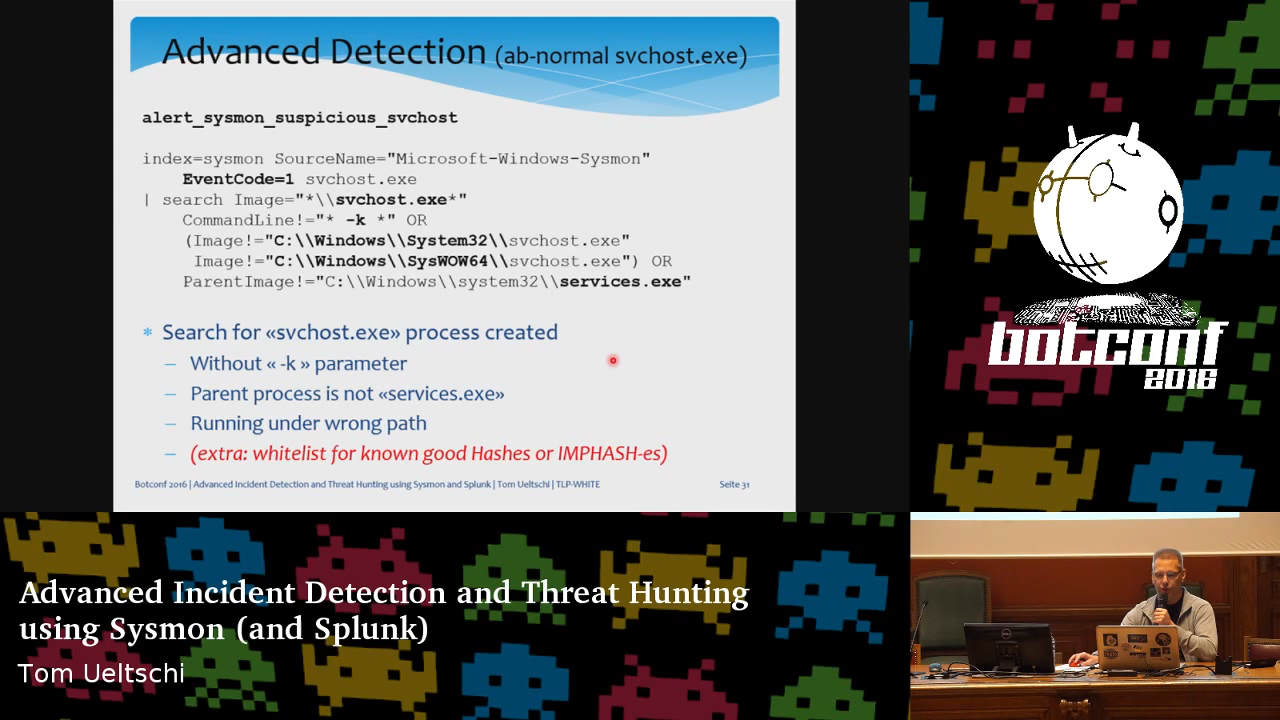 Advanced Detection (ab-normal svchost.exe)
alert_sysmon_suspicious_svchost
index=sysmon SourceName="Microsoft-Windows-Sysmon"
EventCode=1 svchost.exe
| search Image="*\\svchost.exe*"
CommandLine!="* -k *" OR
(Image!="C:\\Windows\\System32\\svchost.exe"
Image!="C:\\Windows\\SysWOW64\\svchost.exe") OR
ParentImage!="C:\\Windows\\system32\\services.exe"
* Search for «svchost.exe» process created
– Without « -k » parameter
– Parent process is not «services.exe»
– Running under wrong path
– (extra: whitelist for known good Hashes or IMPHASH-es)
Botconf 2016 | Advanced Incident Detection and Threat Hunting using Sysmon and Splunk | Tom Ueltschi | TLP-WHITE
Seite 31
botconf
2016
Advanced Incident Detection and Threat Hunting
using Sysmon (and Splunk)
Tom Ueltschi